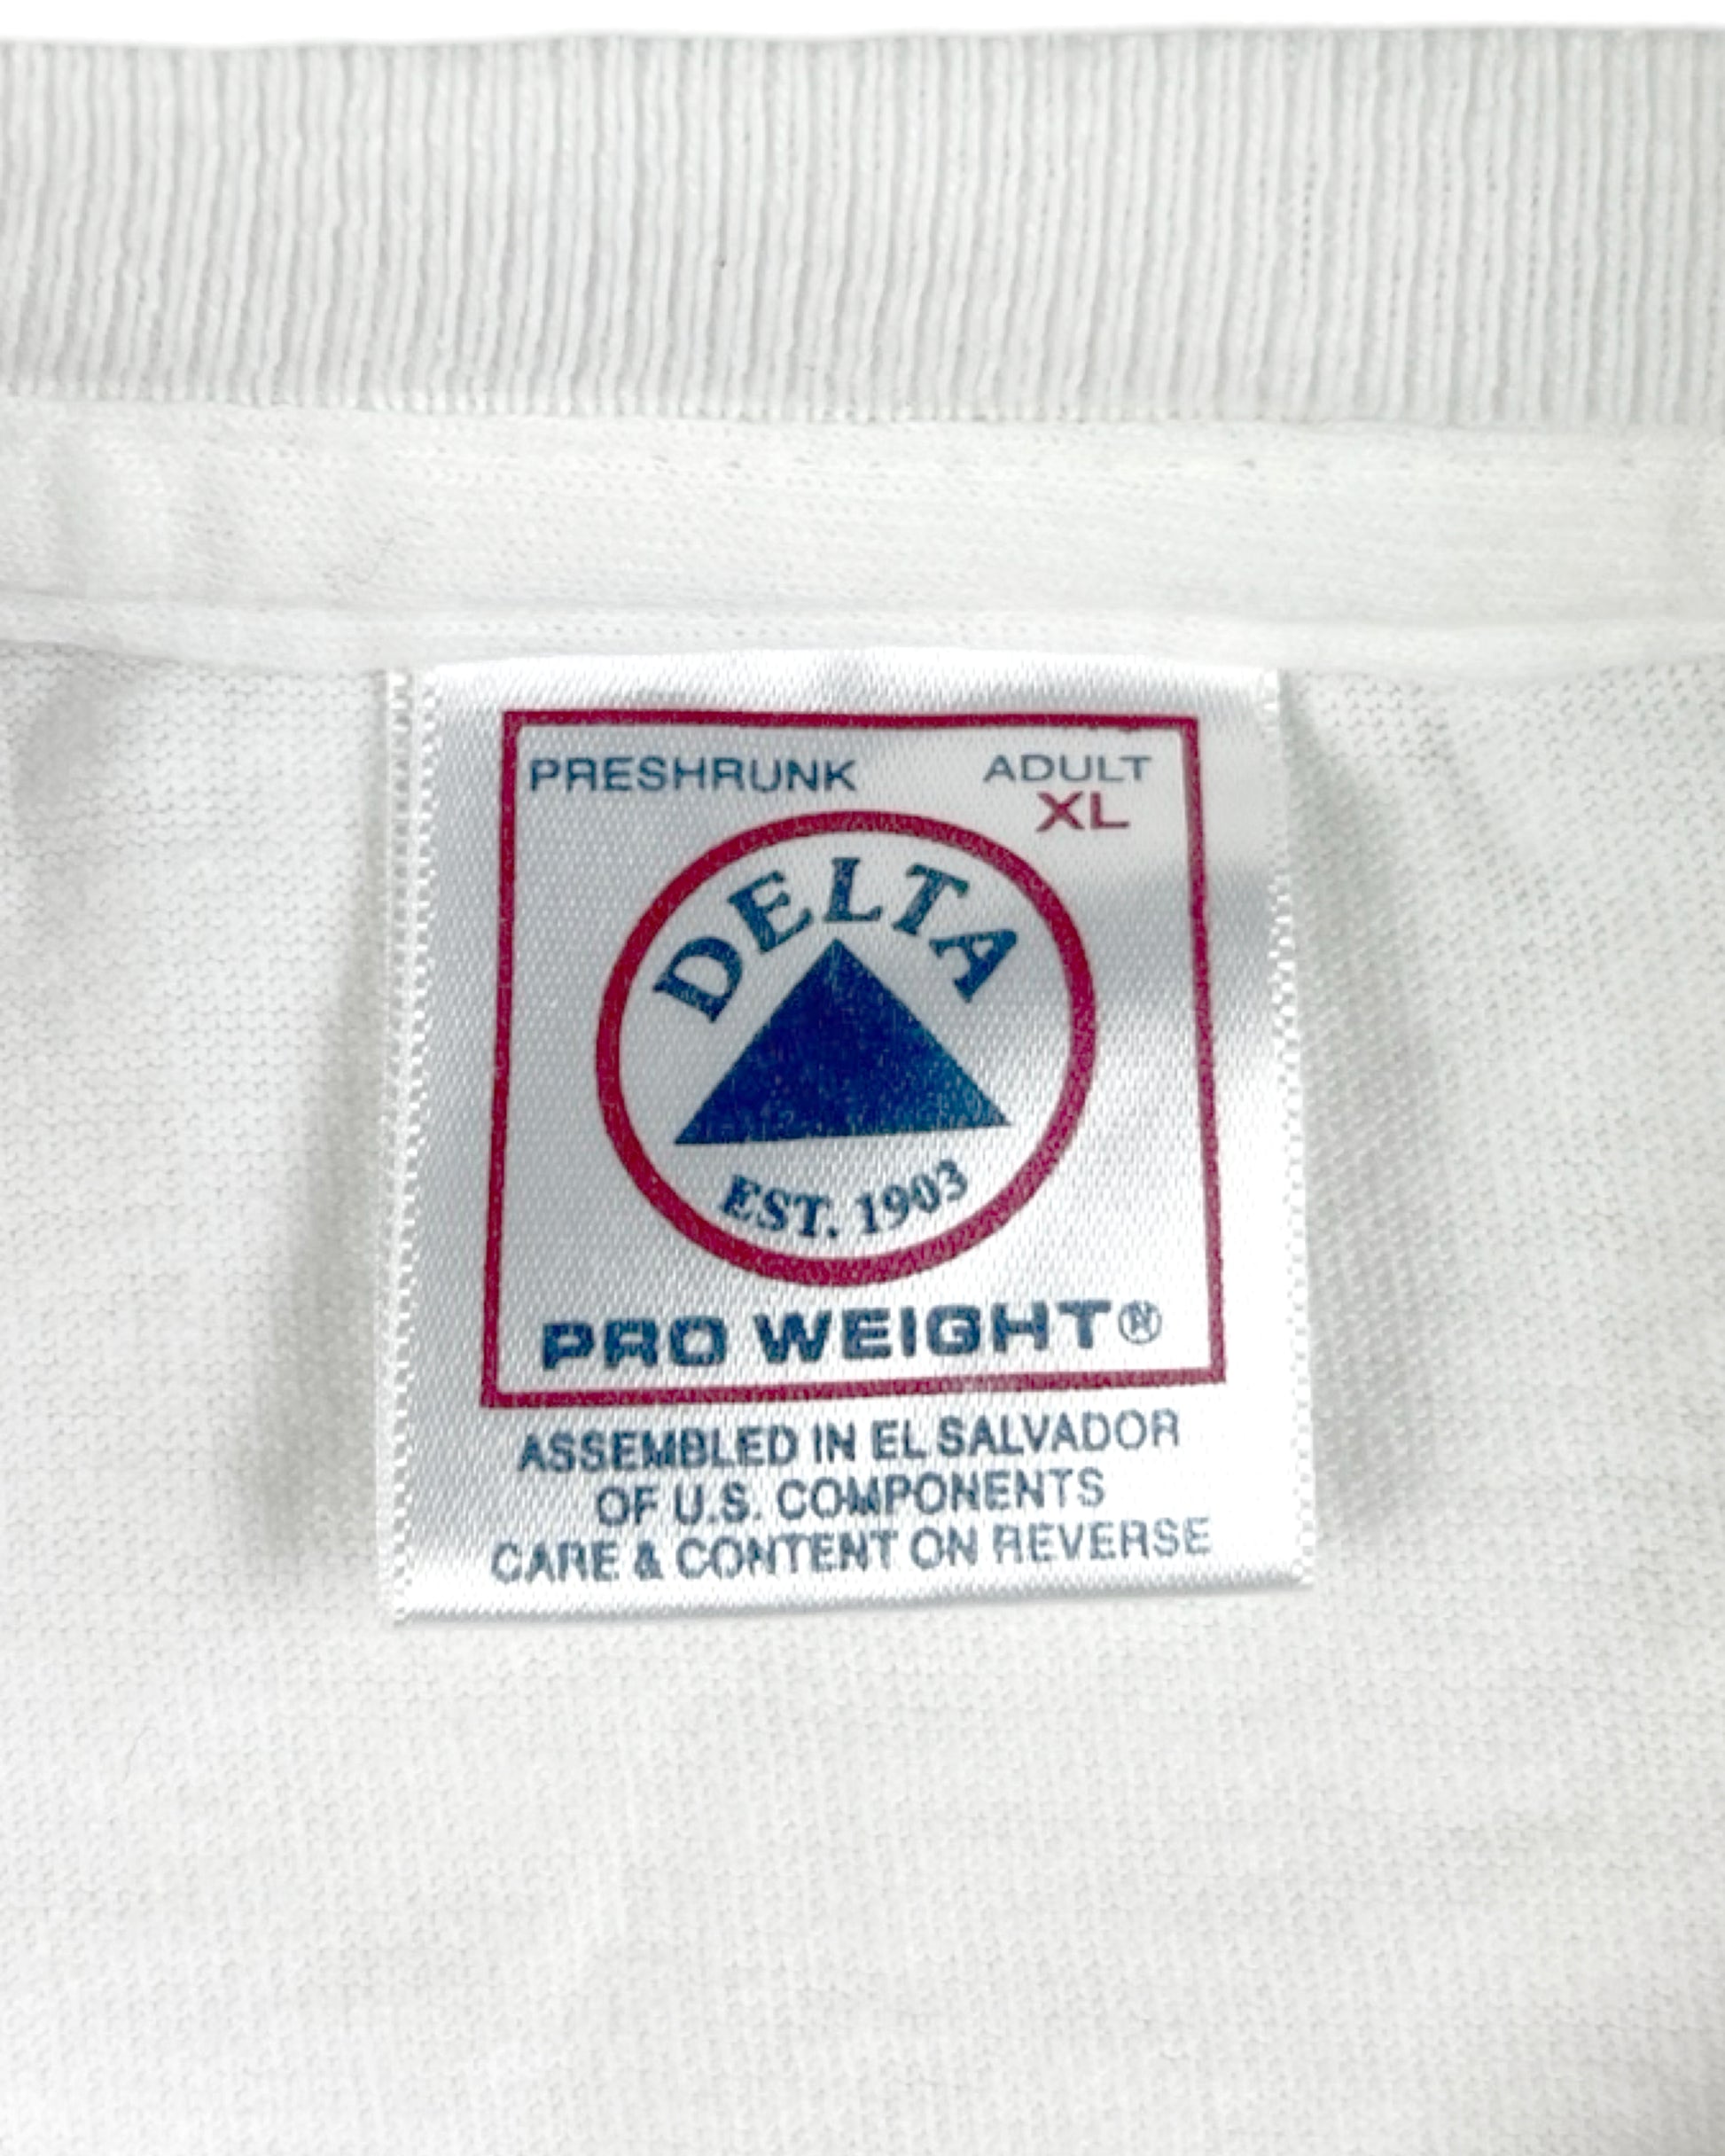 PRESHRUNK
ADULT
XL
DELTA
EST. 1903
PRO WEIGHT®
ASSEMBLED IN EL SALVADOR
OF U.S. COMPONENTS
CARE & CONTENT ON REVERSE